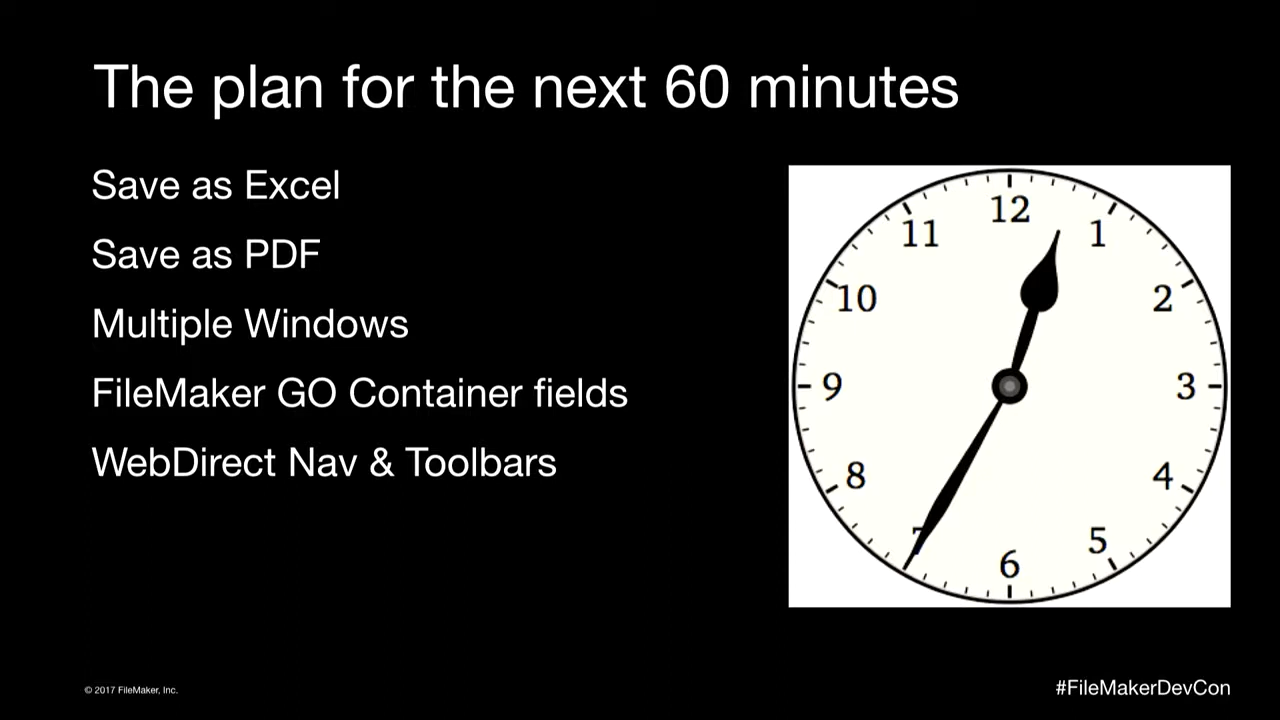 The plan for the next 60 minutes
Save as Excel
Save as PDF
Multiple Windows
FileMaker GO Container fields
WebDirect Nav & Toolbars
12
1
2
3
4
5
6
7
8
9
10
11
© 2017 FileMaker, Inc.
#FileMakerDevCon